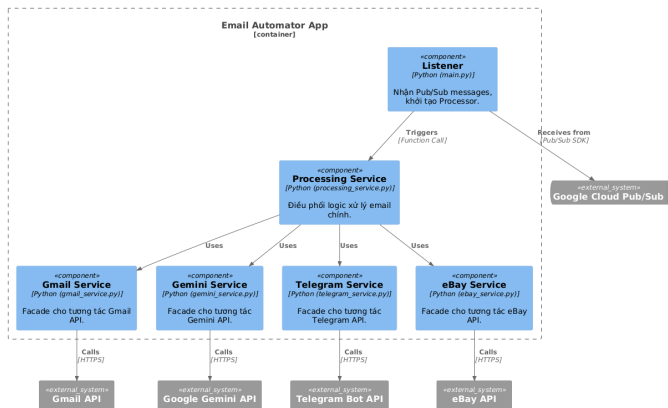 Email Automator App
[container]
«component»
Listener
[Python (main.py)]
Nhận Pub/Sub messages,
khởi tạo Processor.
Triggers
[Function Call]
Receives from
[Pub/Sub SDK]
«component»
Processing Service
[Python (processing_service.py)]
Điều phối logic xử lý email
chính.
«external_system»
Google Cloud Pub/Sub
Uses
Uses
Uses
Uses
«component»
Gmail Service
[Python (gmail_service.py)]
Facade cho tương tác Gmail
API.
«component»
Gemini Service
[Python (gemini_service.py)]
Facade cho tương tác
Gemini API.
«component»
Telegram Service
[Python (telegram_service.py)]
Facade cho tương tác
Telegram API.
«component»
eBay Service
[Python (ebay_service.py)]
Facade cho tương tác eBay
API.
Calls
[HTTPS]
Calls
[HTTPS]
Calls
[HTTPS]
Calls
[HTTPS]
«external_system»
Gmail API
«external_system»
Google Gemini API
«external_system»
Telegram Bot API
«external_system»
eBay API